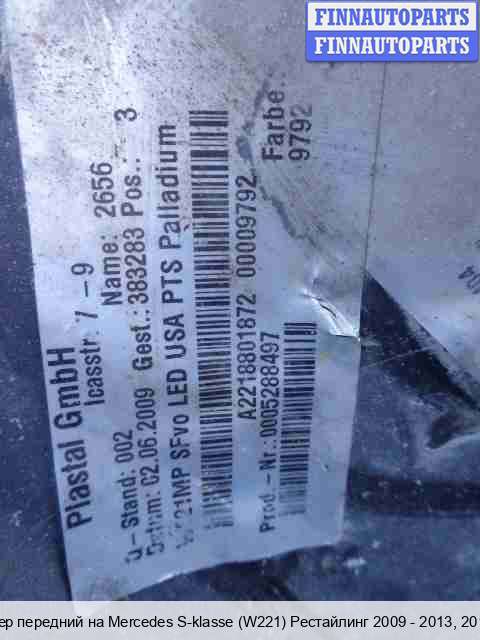 FINNAUTOPARTS
FINNAUTOPARTS
Plastal GmbH
7 - 9
Name: 2656
Q- Stand: 002
Datum: 02.06.2009 Gest.: 383283 Pos.: 3
SFvo LED USA PTS Palladium
A2218801872 00009792
Farbe:
9792
Prod.-Nr.:0005288497
ер передний на Mercedes S-klasse (W221) Рестайлинг 2009 - 2013, 20